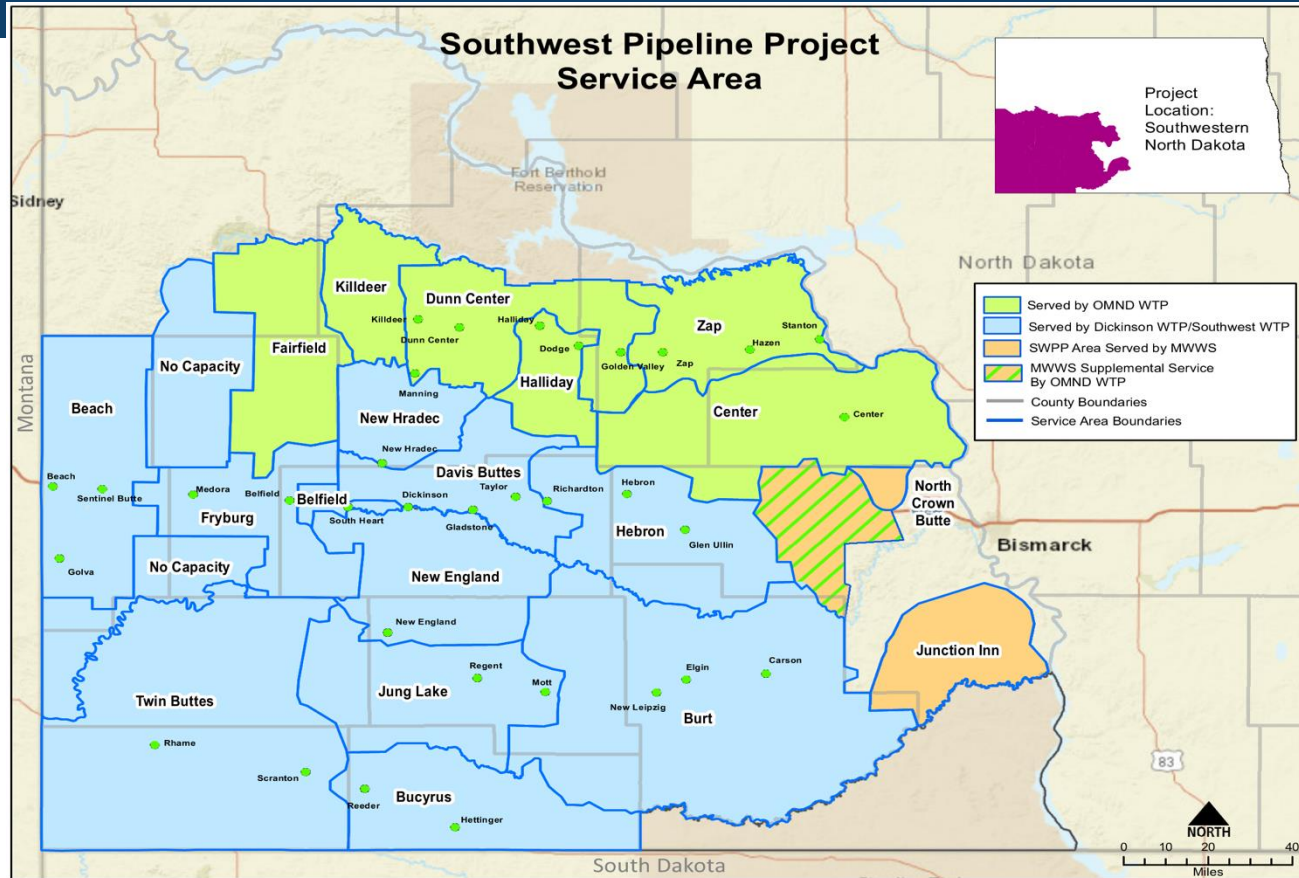 Southwest Pipeline Project
Service Area
Project
Location:
Southwestern
North Dakota
Fort Berthold
Reservation
Sidney
North Dakota
Served by OMND WTP
Served by Dickinson WTP/Southwest WTP
SWPP Area Served by MWWS
MWWS Supplemental Service
By OMND WTP
County Boundaries
Service Area Boundaries
Montana
Killdeer
Dunn Center
Killdeer
Dunn Center
Halliday
Zap
Stanton
Fairfield
No Capacity
Dodge
Golden Valley
Zap
Hazen
Manning
Halliday
Beach
New Hradec
Center
Center
New Hradec
Davis Buttes
Beach
Sentinel Butte
Medora
Belfield
Belfield
Dickinson
Taylor
Richardton
Hebron
North
Crown
Butte
Fryburg
South Heart
Gladstone
Hebron
Glen Ullin
Bismarck
Golva
No Capacity
New England
New England
Junction Inn
Twin Buttes
Jung Lake
Regent
Mott
Elgin
Carson
New Leipzig
Burt
Rhame
Scranton
Reeder
Bucyrus
Hettinger
83
NORTH
0 10 20 40
Miles
South Dakota